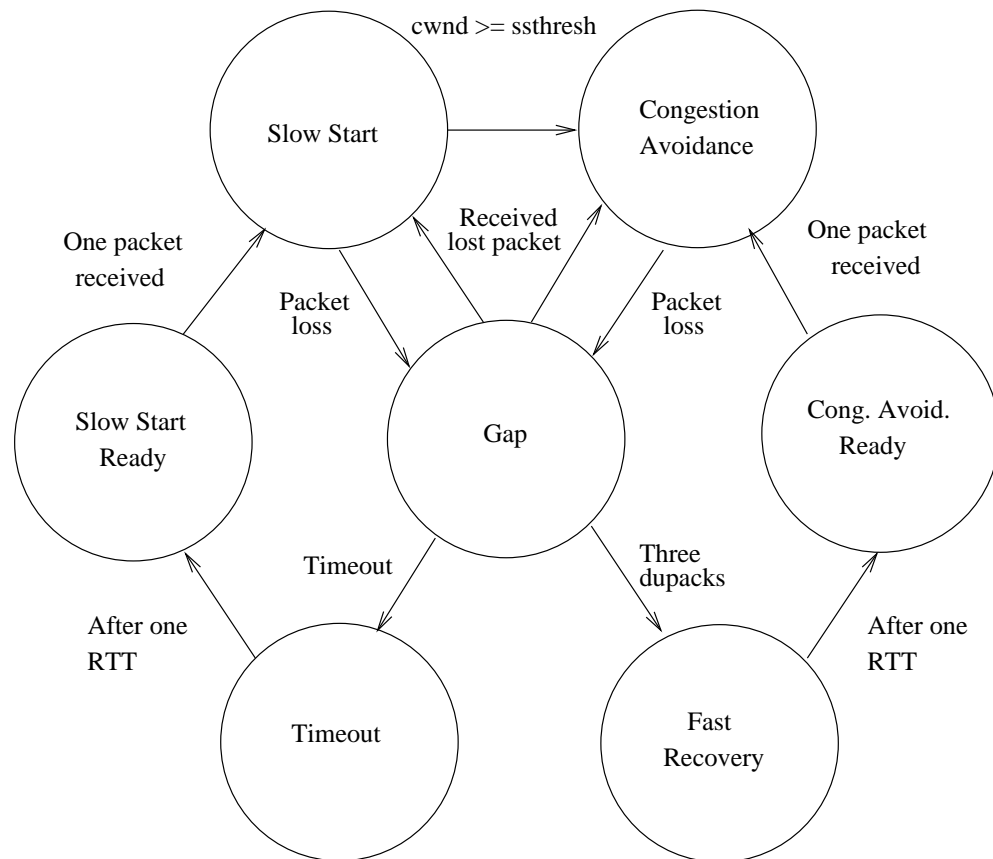 cwnd >= ssthresh
Slow Start
Congestion
Avoidance
One packet
received
Received
lost packet
One packet
received
Packet
loss
Packet
loss
Slow Start
Ready
Gap
Cong. Avoid.
Ready
Timeout
Three
dupacks
After one
RTT
After one
RTT
Timeout
Fast
Recovery